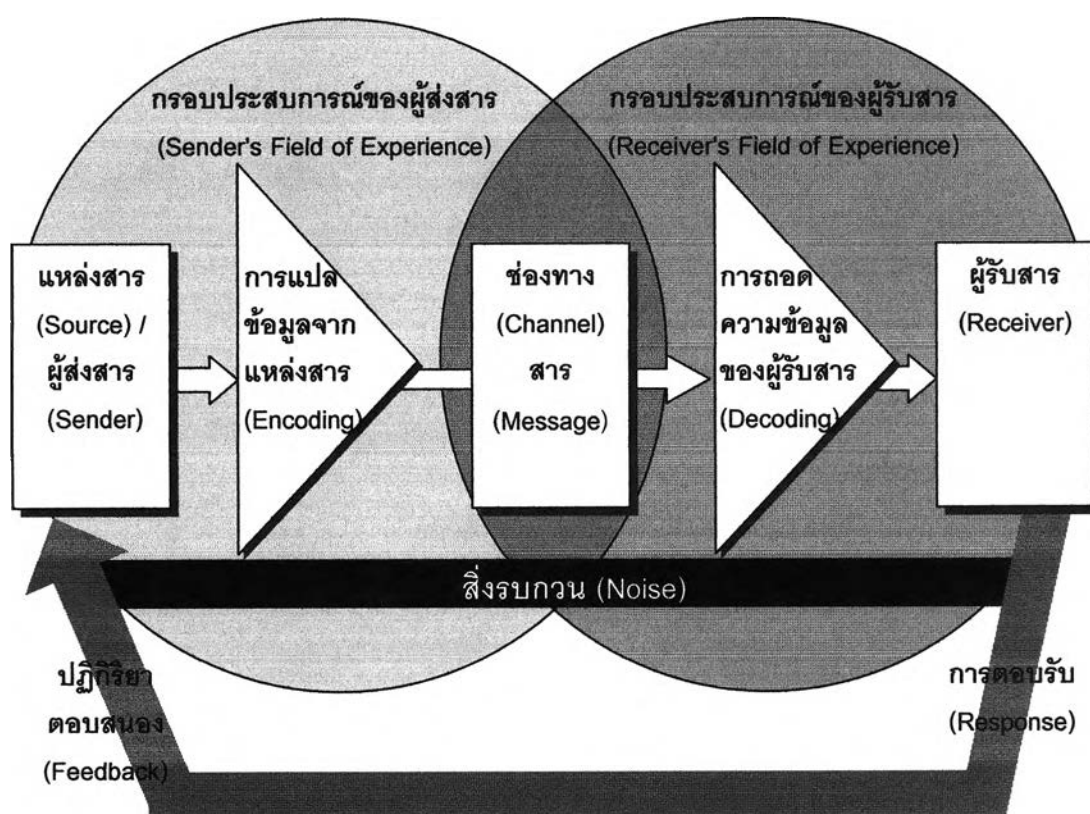 กรอบประสบการณ์ของผู้ส่งสาร
(Sender's Field of Experience)
กรอบประสบการณ์ของผู้รับสาร
(Receiver's Field of Experience)
แหล่งสาร
(Source) /
ผู้ส่งสาร
(Sender)
การแปล
ข้อมูลจาก
แหล่งสาร
(Encoding)
ช่องทาง
(Channel)
สาร
(Message)
การถอด
ความข้อมูล
ของผู้รับสาร
(Decoding)
ผู้รับสาร
(Receiver)
สิ่งรบกวน (Noise)
ปฏิกิริยา
ตอบสนอง
(Feedback)
การตอบรับ
(Response)